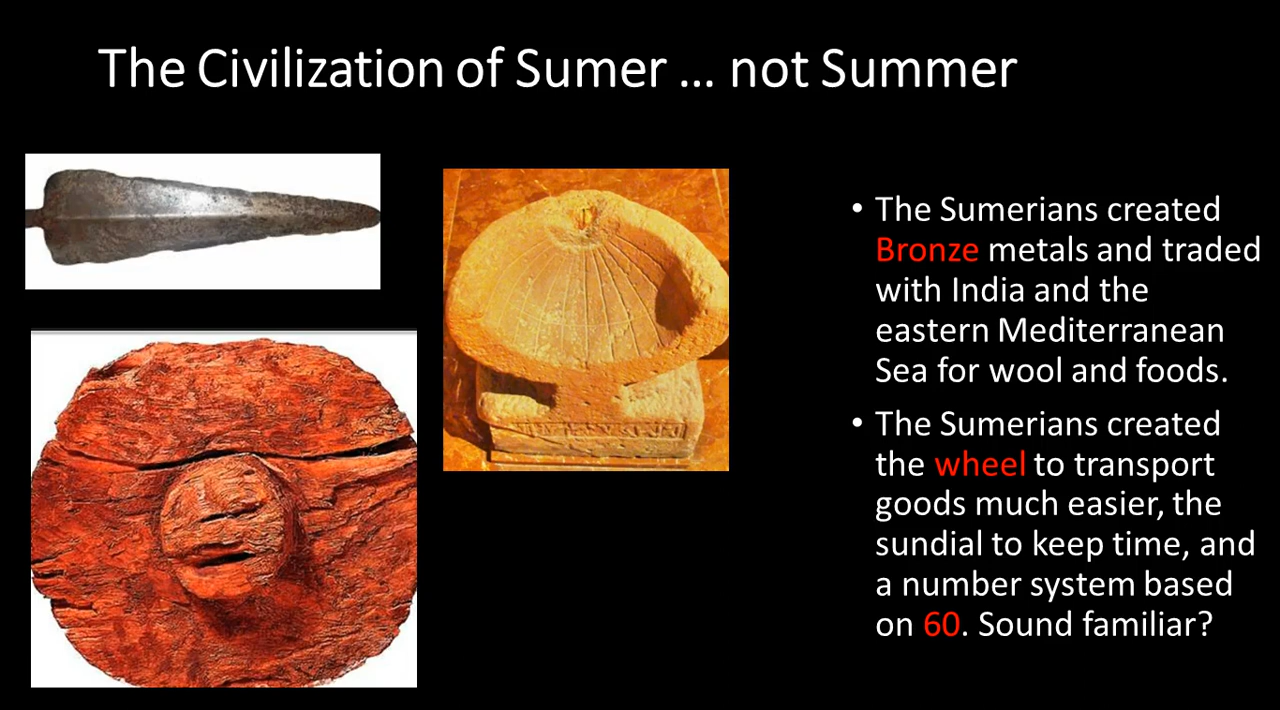 The Civilization of Sumer ... not Summer
• The Sumerians created
Bronze metals and traded
with India and the
eastern Mediterranean
Sea for wool and foods.
• The Sumerians created
the wheel to transport
goods much easier, the
sundial to keep time, and
a number system based
on 60. Sound familiar?